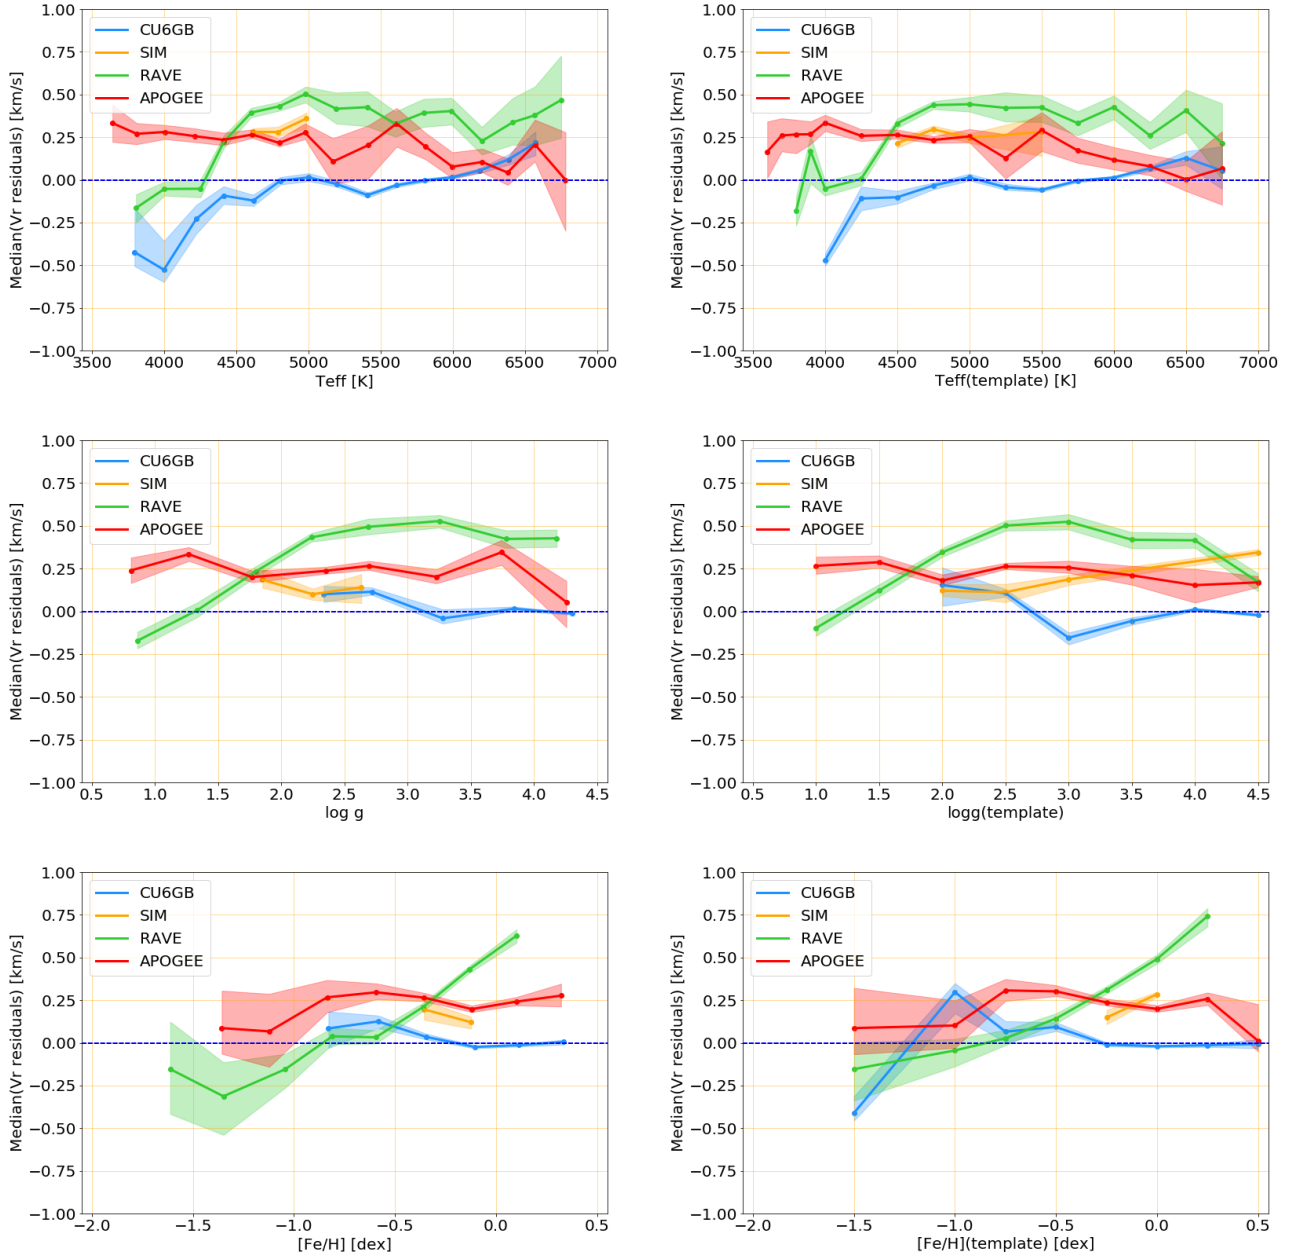 Median(Vr residuals) [km/s]
1.00
0.75
0.50
0.25
0.00
−0.25
−0.50
−0.75
−1.00
CU6GB
SIM
RAVE
APOGEE
3500 4000 4500 5000 5500 6000 6500 7000
Teff [K]
Median(Vr residuals) [km/s]
1.00
0.75
0.50
0.25
0.00
−0.25
−0.50
−0.75
−1.00
CU6GB
SIM
RAVE
APOGEE
3500 4000 4500 5000 5500 6000 6500 7000
Teff(template) [K]
Median(Vr residuals) [km/s]
1.00
0.75
0.50
0.25
0.00
−0.25
−0.50
−0.75
−1.00
CU6GB
SIM
RAVE
APOGEE
0.5 1.0 1.5 2.0 2.5 3.0 3.5 4.0 4.5
log g
Median(Vr residuals) [km/s]
1.00
0.75
0.50
0.25
0.00
−0.25
−0.50
−0.75
−1.00
CU6GB
SIM
RAVE
APOGEE
0.5 1.0 1.5 2.0 2.5 3.0 3.5 4.0 4.5
logg(template)
Median(Vr residuals) [km/s]
1.00
0.75
0.50
0.25
0.00
−0.25
−0.50
−0.75
−1.00
CU6GB
SIM
RAVE
APOGEE
−2.0 −1.5 −1.0 −0.5 0.0 0.5
[Fe/H] [dex]
Median(Vr residuals) [km/s]
1.00
0.75
0.50
0.25
0.00
−0.25
−0.50
−0.75
−1.00
CU6GB
SIM
RAVE
APOGEE
−2.0 −1.5 −1.0 −0.5 0.0 0.5
[Fe/H](template) [dex]